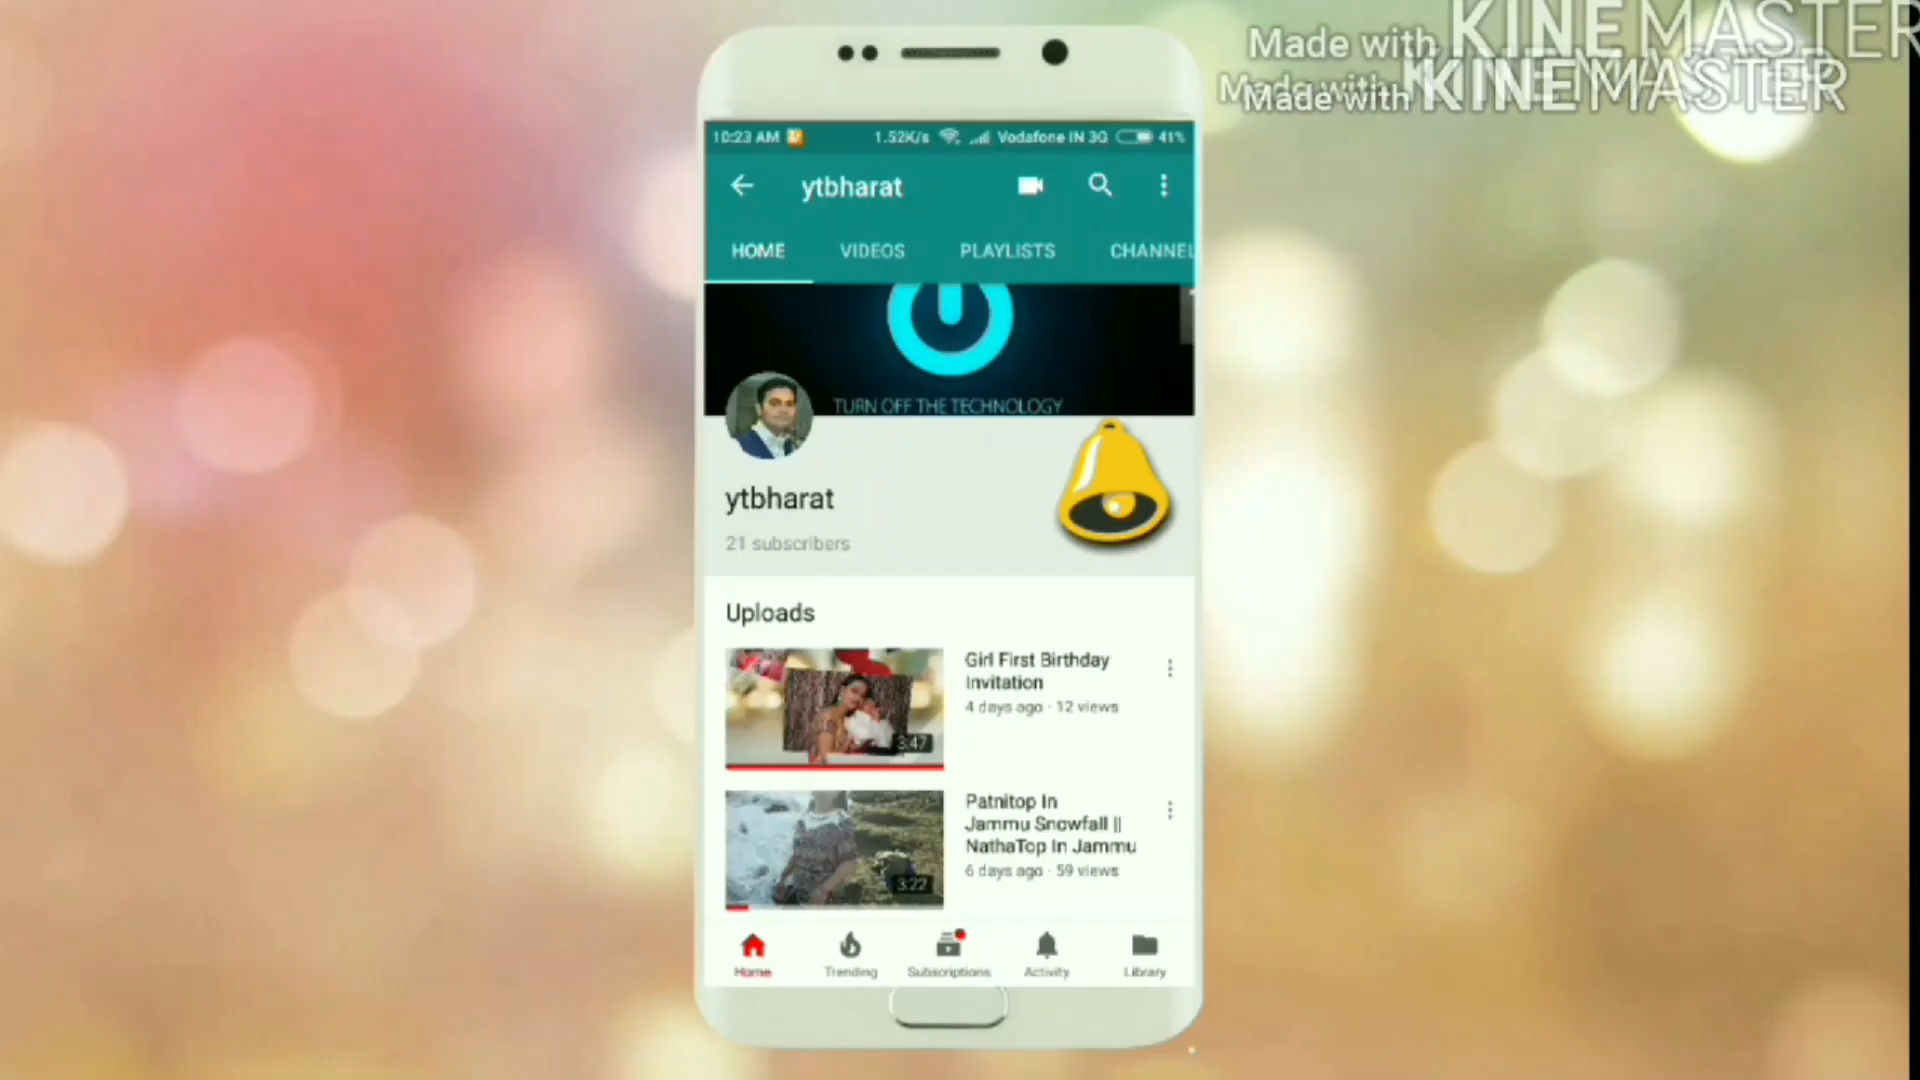 Made with KINEMASTER
Made with KINEMASTER
10:23 AM 1.52K/s Vodafone IN 3G 41%
ytbharat
HOME VIDEOS PLAYLISTS CHANNEL
TURN OFF THE TECHNOLOGY
ytbharat
21 subscribers
Uploads
Girl First Birthday
Invitation
4 days ago · 12 views
3:47
Patnitop In
Jammu Snowfall ||
NathaTop In Jammu
6 days ago · 59 views
3:22
Home Trending Subscriptions Activity Library